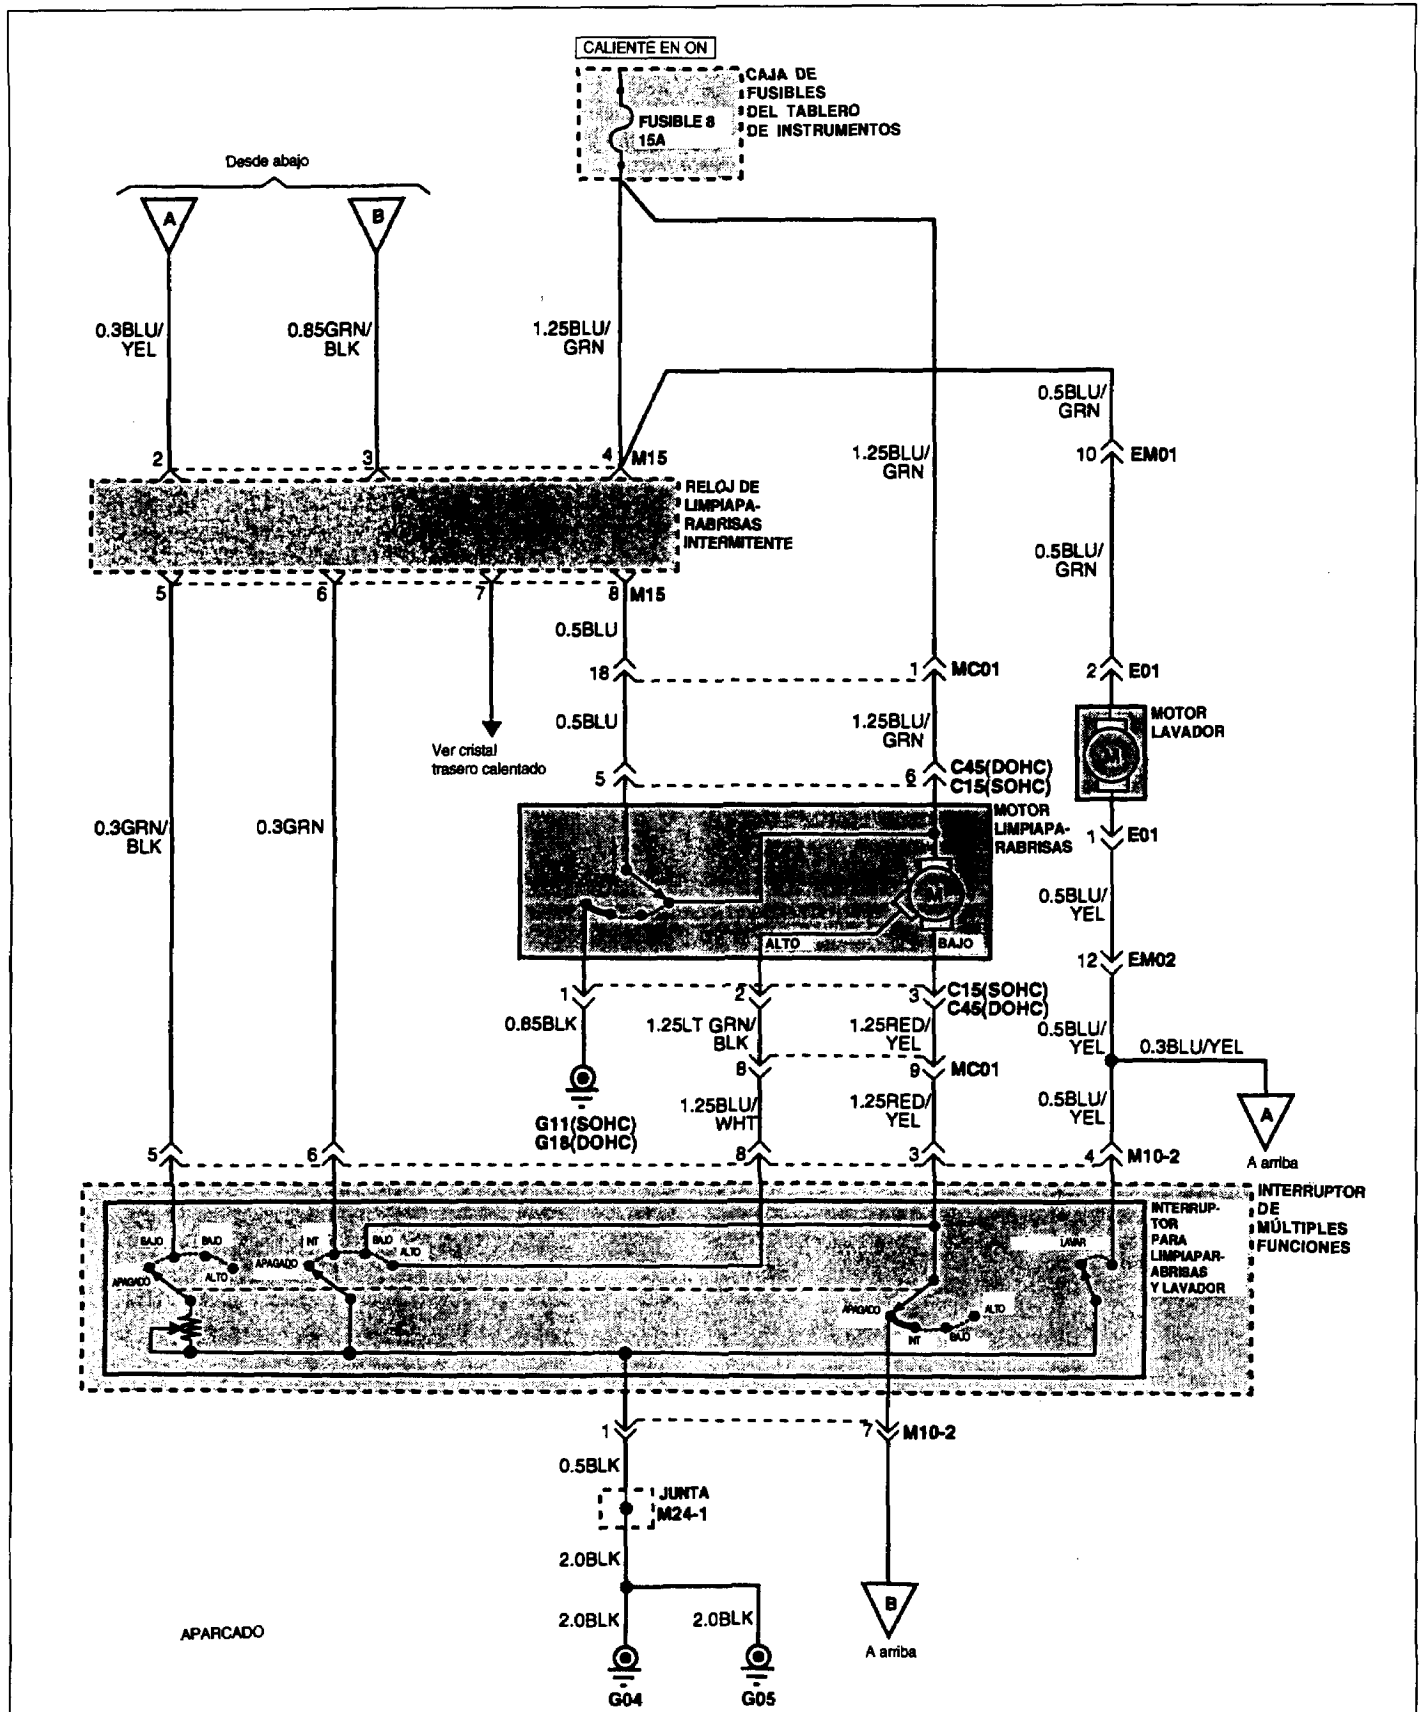 CALIENTE EN ON
CAJA DE
FUSIBLES
DEL TABLERO
DE INSTRUMENTOS
FUSIBLE 8
15A
Desde abajo
A
B
0.3BLU/
YEL
0.85GRN/
BLK
1.25BLU/
GRN
0.5BLU/
GRN
1.25BLU/
GRN
10
EM01
2
3
4
M15
RELOJ DE
LIMPIAPA-
RABRISAS
INTERMITENTE
0.5BLU/
GRN
5
6
7
8
M15
0.5BLU
18
1
MC01
2
E01
0.5BLU
1.25BLU/
GRN
MOTOR
LAVADOR
M
Ver cristal
trasero calentado
5
6
C45(DOHC)
C15(SOHC)
0.3GRN/
BLK
0.3GRN
MOTOR
LIMPIAPA-
RABRISAS
M
1
E01
0.5BLU/
YEL
ALTO
BAJO
12
EM02
1
2
3
C15(SOHC)
C45(DOHC)
0.85BLK
1.25LT GRN/
BLK
1.25RED/
YEL
0.5BLU/
YEL
0.3BLU/YEL
8
9
MC01
G11(SOHC)
G18(DOHC)
1.25BLU/
WHT
1.25RED/
YEL
0.5BLU/
YEL
A
A arriba
5
6
8
3
4
M10-2
INTERRUPTOR
DE
MÚLTIPLES
FUNCIONES
INTERRUP-
TOR
PARA
LIMPIAPAR-
ABRISAS
Y LAVADOR
BAJO
BAJO
ALTO
APAGADO
NT
BAJO
ALTO
APAGADO
LAVAR
APAGADO
NT
BAJO
ALTO
1
7
M10-2
0.5BLK
JUNTA
M24-1
2.0BLK
2.0BLK
2.0BLK
B
A arriba
APARCADO
G04
G05